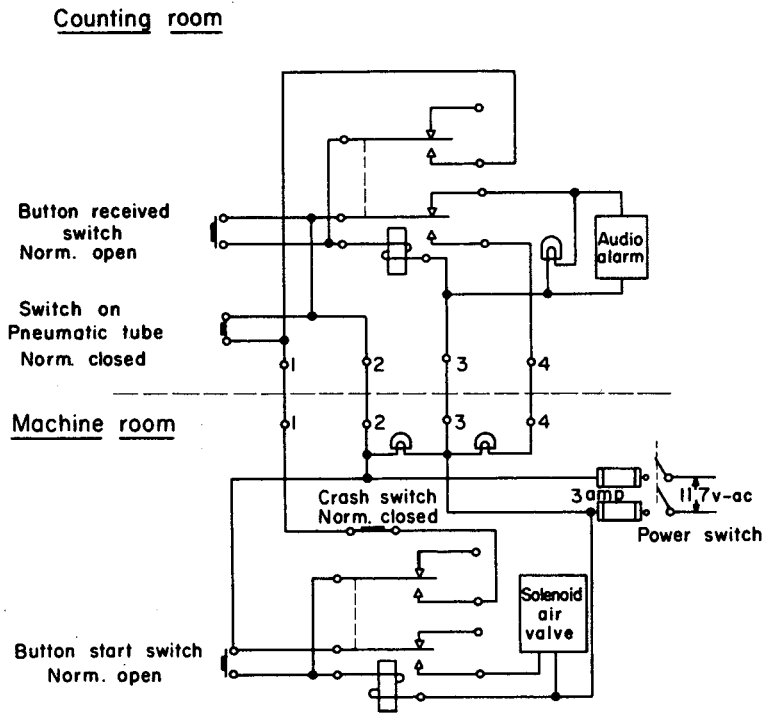 Counting room
Button received
switch
Norm. open
Audio
alarm
Switch on
Pneumatic tube
Norm. closed
1
2
3
4
Machine room
1
2
3
4
Crash switch
Norm. closed
3 amp
11.7v-ac
Power switch
Solenoid
air
valve
Button start switch
Norm. open